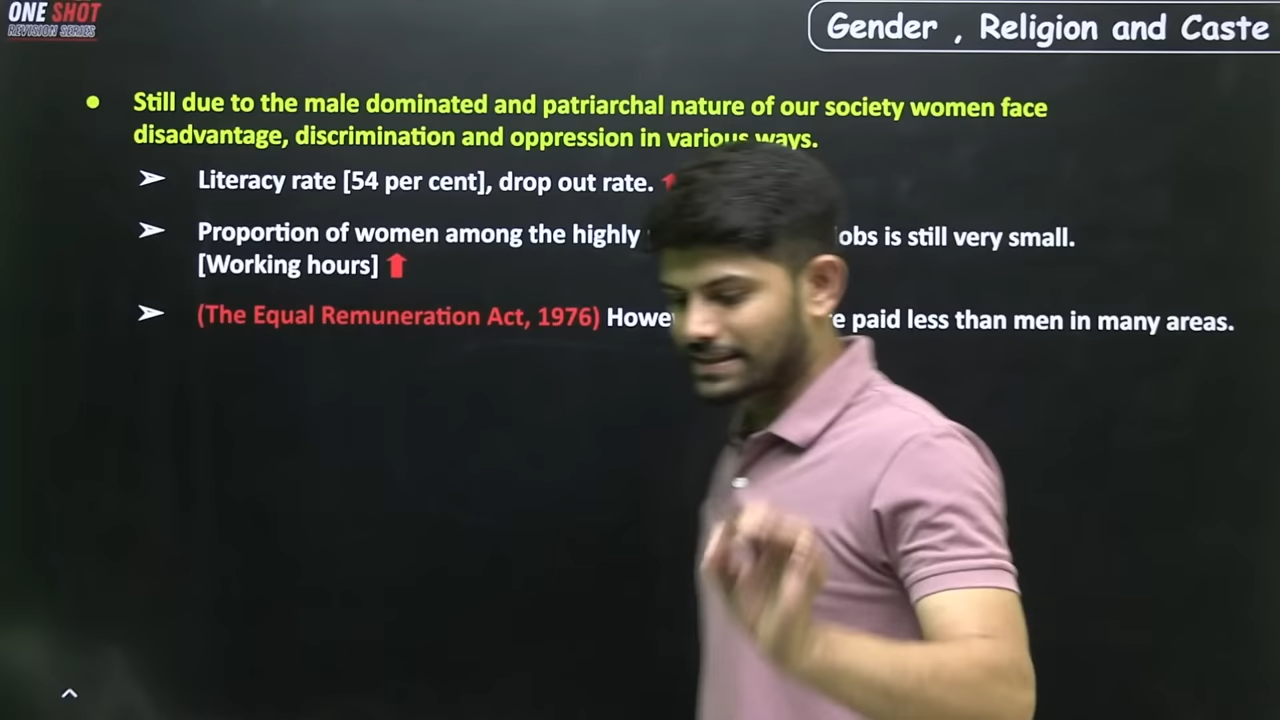 ONE SHOT
REVISION SERIES
Gender , Religion and Caste
Still due to the male dominated and patriarchal nature of our society women face
disadvantage, discrimination and oppression in various ways.
Literacy rate [54 per cent], drop out rate.
Proportion of women among the highly obs is still very small.
[Working hours]
(The Equal Remuneration Act, 1976) Howe e paid less than men in many areas.